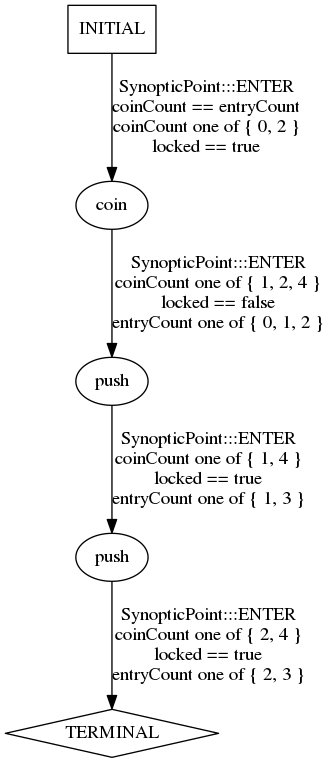 INITIAL
SynopticPoint:::ENTER
coinCount == entryCount
coinCount one of { 0, 2 }
locked == true
coin
SynopticPoint:::ENTER
coinCount one of { 1, 2, 4 }
locked == false
entryCount one of { 0, 1, 2 }
push
SynopticPoint:::ENTER
coinCount one of { 1, 4 }
locked == true
entryCount one of { 1, 3 }
push
SynopticPoint:::ENTER
coinCount one of { 2, 4 }
locked == true
entryCount one of { 2, 3 }
TERMINAL